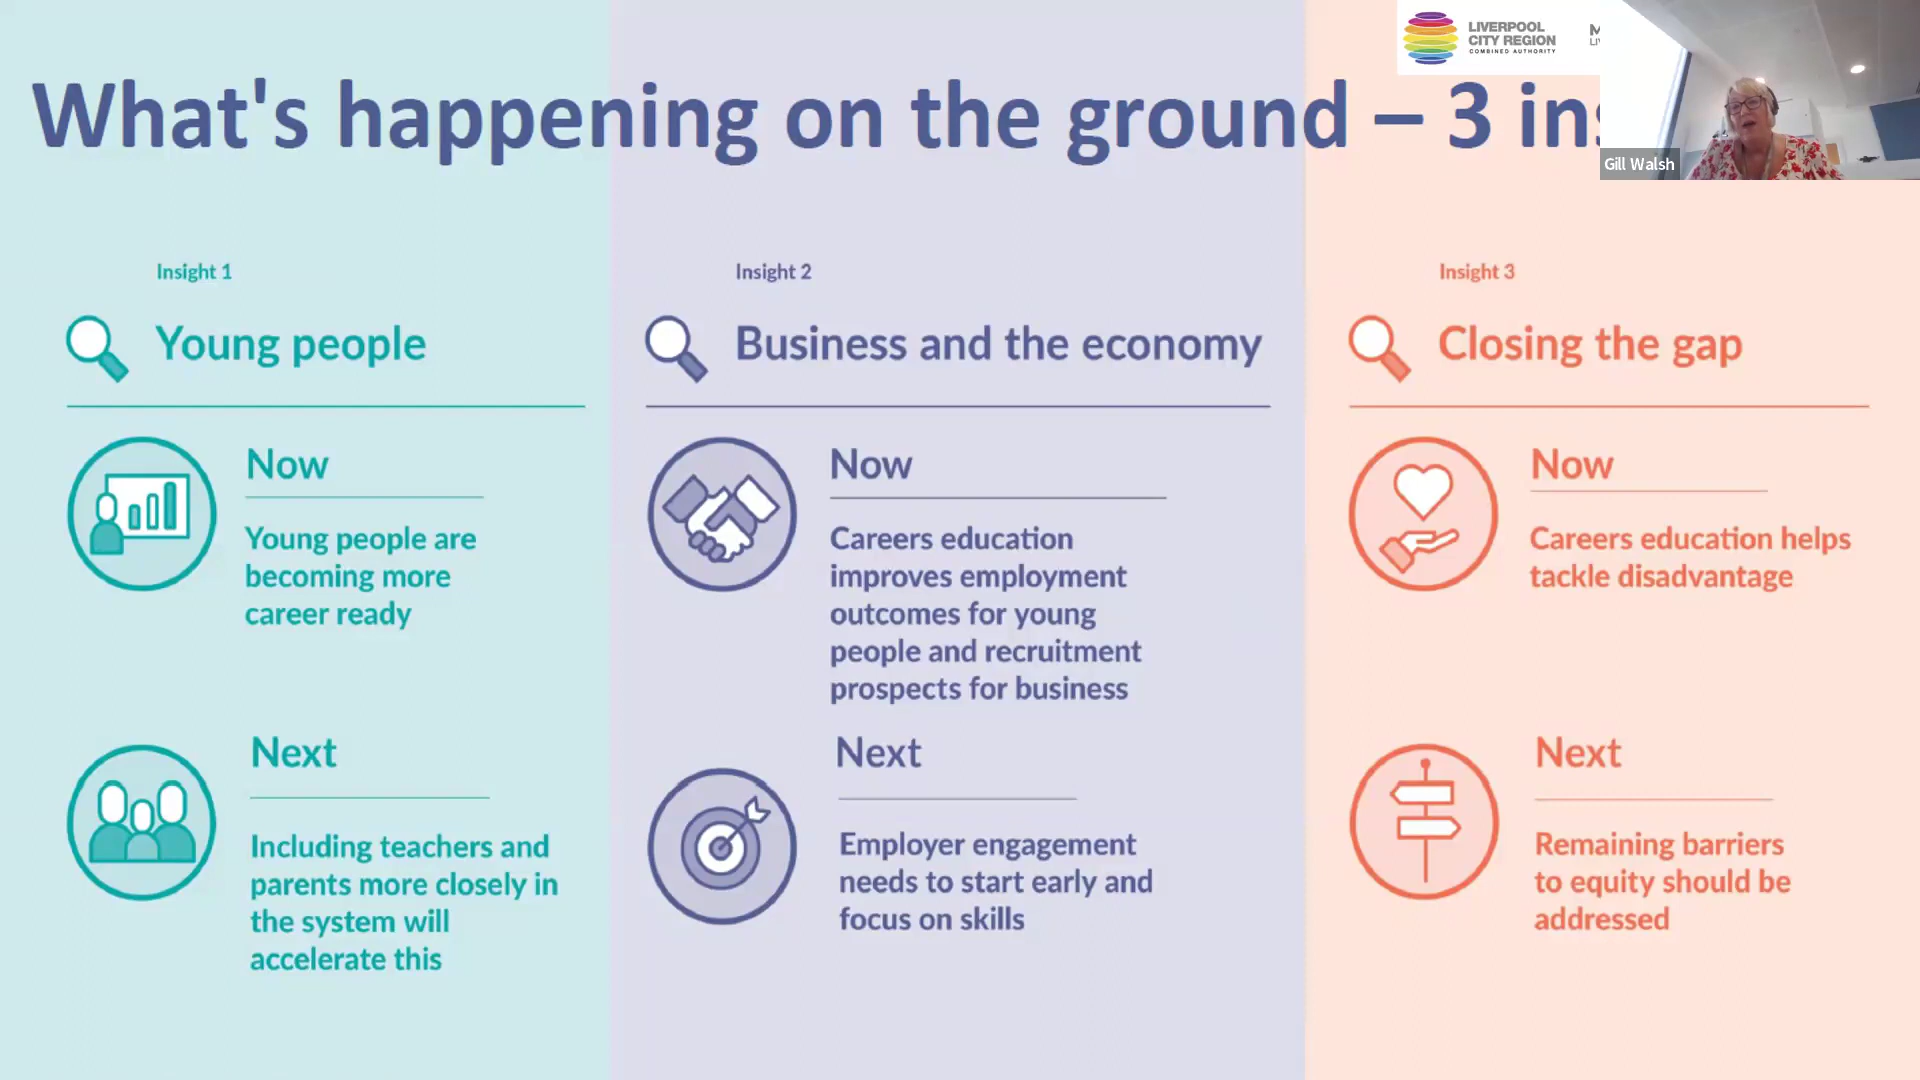 LIVERPOOL
CITY REGION
COMBINED AUTHORITY
What's happening on the ground – 3
Gill Walsh
Insight 1
Young people
Now
Young people are
becoming more
career ready
Next
Including teachers and
parents more closely in
the system will
accelerate this
Insight 2
Business and the economy
Now
Careers education
improves employment
outcomes for young
people and recruitment
prospects for business
Next
Employer engagement
needs to start early and
focus on skills
Insight 3
Closing the gap
Now
Careers education helps
tackle disadvantage
Next
Remaining barriers
to equity should be
addressed